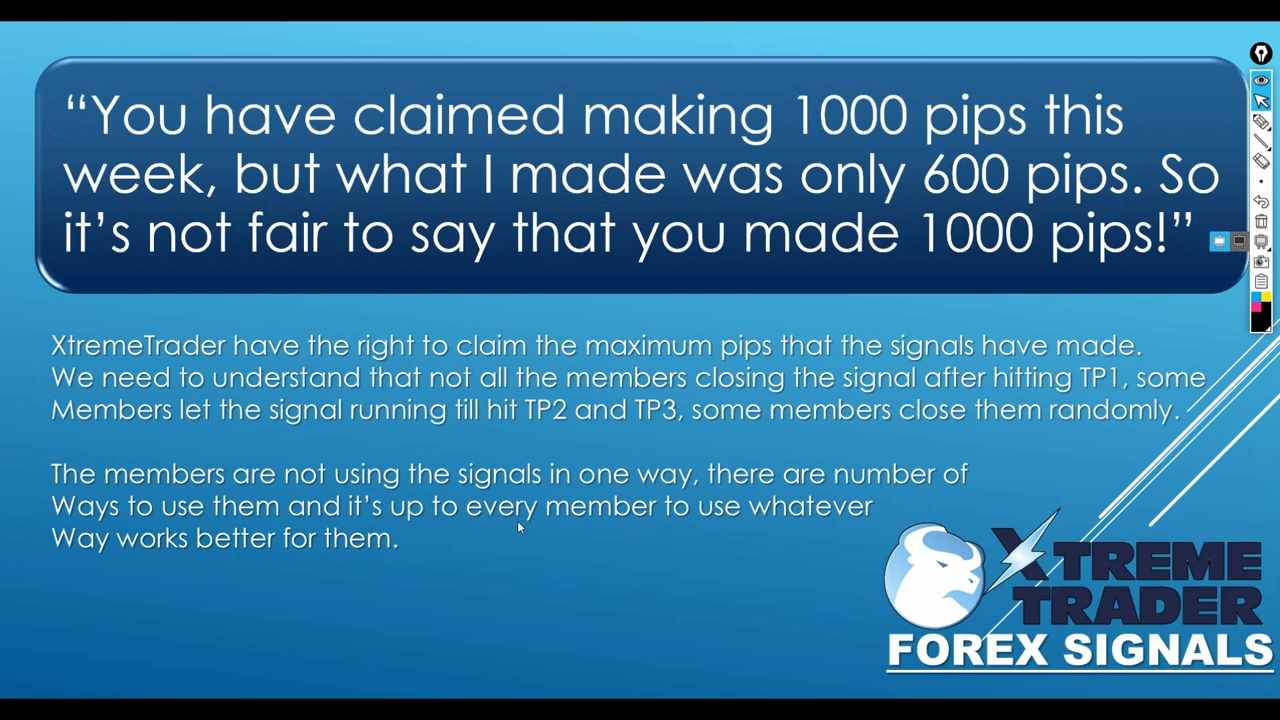 “You have claimed making 1000 pips this
week, but what I made was only 600 pips. So
it’s not fair to say that you made 1000 pips!”
XtremeTrader have the right to claim the maximum pips that the signals have made.
We need to understand that not all the members closing the signal after hitting TP1, some
Members let the signal running till hit TP2 and TP3, some members close them randomly.
The members are not using the signals in one way, there are number of
Ways to use them and it’s up to every member to use whatever
Way works better for them.
XTREME
TRADER
FOREX SIGNALS